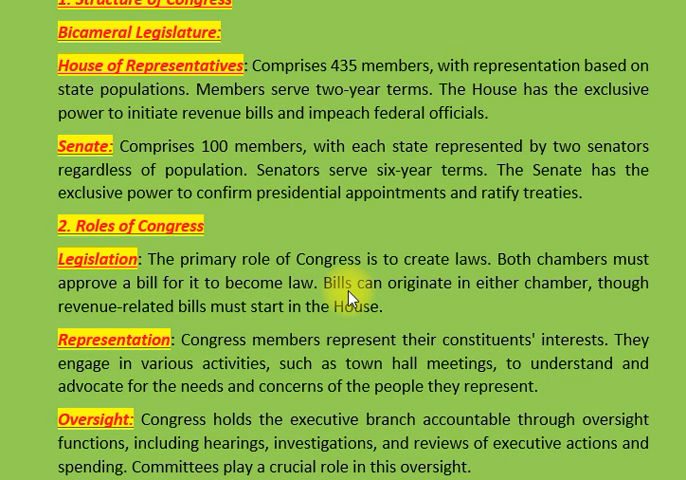 1. Structure of Congress
Bicameral Legislature:
House of Representatives: Comprises 435 members, with representation based on
state populations. Members serve two-year terms. The House has the exclusive
power to initiate revenue bills and impeach federal officials.
Senate: Comprises 100 members, with each state represented by two senators
regardless of population. Senators serve six-year terms. The Senate has the
exclusive power to confirm presidential appointments and ratify treaties.
2. Roles of Congress
Legislation: The primary role of Congress is to create laws. Both chambers must
approve a bill for it to become law. Bills can originate in either chamber, though
revenue-related bills must start in the House.
Representation: Congress members represent their constituents' interests. They
engage in various activities, such as town hall meetings, to understand and
advocate for the needs and concerns of the people they represent.
Oversight: Congress holds the executive branch accountable through oversight
functions, including hearings, investigations, and reviews of executive actions and
spending. Committees play a crucial role in this oversight.